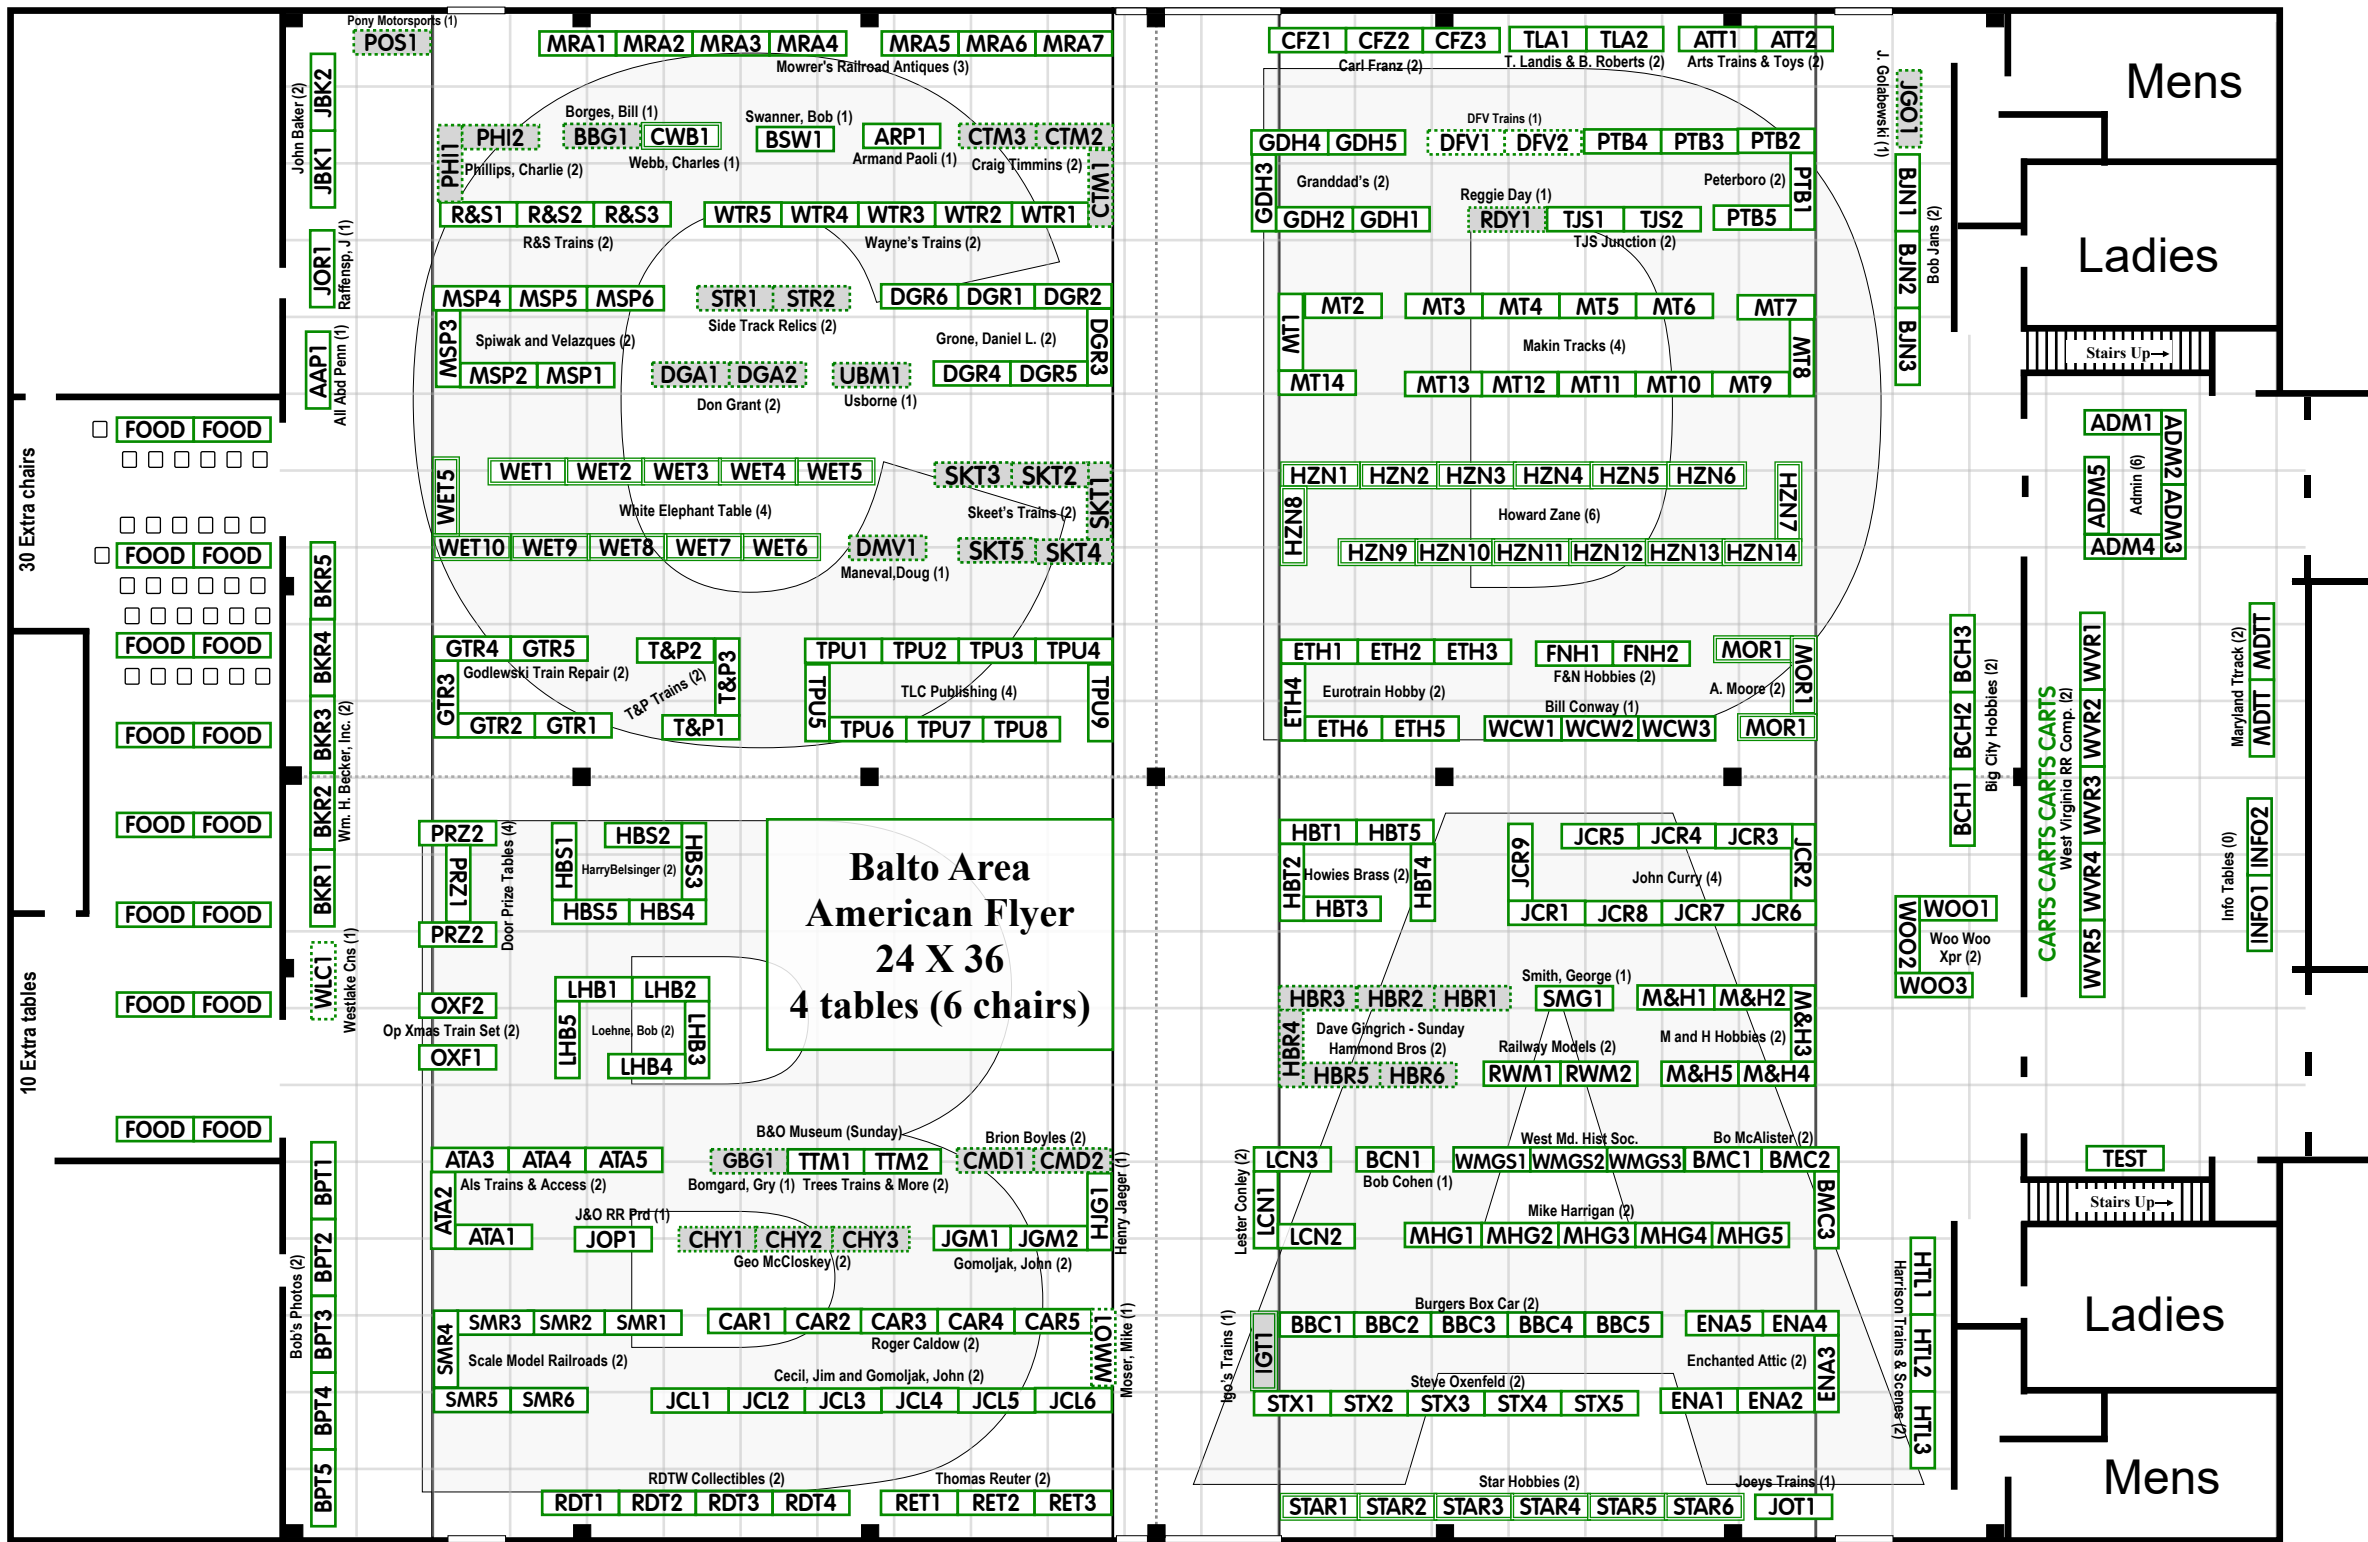 Pony Motorsports (1)
POS1
MRA1 MRA2 MRA3 MRA4 MRA5 MRA6 MRA7
Mowrer's Railroad Antiques (3)
CFZ1 CFZ2 CFZ3 TLA1 TLA2 ATT1 ATT2
Carl Franz (2) T. Landis & B. Roberts (2) Arts Trains & Toys (2)
John Baker (2)
JBK2
JBK1
J. Golabewski (1)
JGO1
Mens
Borges, Bill (1) Swanner, Bob (1)
PHI1 PHI2 BBG1 CWB1 BSW1 ARP1 CTM3 CTM2
CTM1
Phillips, Charlie (2) Webb, Charles (1) Armand Paoli (1) Craig Timmins (2)
DFV Trains (1)
GDH4 GDH5 DFV1 DFV2 PTB4 PTB3 PTB2
GDH3 Granddad's (2) Reggie Day (1) Peterboro (2) PTB1
GDH2 GDH1 RDY1 TJS1 TJS2 PTB5
TJS Junction (2)
BJN1
BJN2
BJN3
Bob Jans (2)
Ladies
R&S1 R&S2 R&S3 WTR5 WTR4 WTR3 WTR2 WTR1
R&S Trains (2) Wayne's Trains (2)
JOR1
Raffensp, J (1)
MSP4 MSP5 MSP6 STR1 STR2 DGR6 DGR1 DGR2
Side Track Relics (2)
MSP3 Spiwak and Velazques (2) Grone, Daniel L. (2) DGR3
MSP2 MSP1 DGA1 DGA2 UBM1 DGR4 DGR5
Don Grant (2) Usborne (1)
AAP1
All Abd Penn (1)
MT1 MT2 MT3 MT4 MT5 MT6 MT7
Makin Tracks (4) MT8
MT14 MT13 MT12 MT11 MT10 MT9
Stairs Up
30 Extra chairs
FOOD FOOD
FOOD FOOD
FOOD FOOD
FOOD FOOD
FOOD FOOD
FOOD FOOD
FOOD FOOD
FOOD FOOD
10 Extra tables
WET5 WET1 WET2 WET3 WET4 WET5 SKT3 SKT2
White Elephant Table (4) Skeet's Trains (2) SKT1
WET10 WET9 WET8 WET7 WET6 DMV1 SKT5 SKT4
Maneval,Doug (1)
HZN1 HZN2 HZN3 HZN4 HZN5 HZN6 HZN7
HZN8 Howard Zane (6)
HZN9 HZN10 HZN11 HZN12 HZN13 HZN14
ADM1
ADM2
ADM5 Admin (6)
ADM3
ADM4
BKR5
BKR4
BKR3
BKR2
BKR1
Wm. H. Becker, Inc. (2)
GTR4 GTR5 T&P2 T&P3 TPU1 TPU2 TPU3 TPU4
GTR3 Godlewski Train Repair (2) T&P Trains (2) TPU5 TLC Publishing (4) TPU9
GTR2 GTR1 T&P1 TPU6 TPU7 TPU8
ETH1 ETH2 ETH3 FNH1 FNH2 MOR1 MOR1
F&N Hobbies (2)
ETH4 Eurotrain Hobby (2) A. Moore (2)
Bill Conway (1)
ETH6 ETH5 WCW1 WCW2 WCW3 MOR1
BCH3
BCH2
BCH1
Big City Hobbies (2)
CARTS CARTS CARTS CARTS
West Virginia RR Comp. (2)
WVR1
WVR2
WVR3
WVR4
WVR5
Maryland Ttrack (2)
MDTT
MDTT
Info Tables (0)
INFO2
INFO1
WLC1
Westlake Cns (1)
PRZ2
PRZ1
PRZ2
Door Prize Tables (4)
HBS1 HBS2 HBS3
HarryBelsinger (2)
HBS5 HBS4
Balto Area
American Flyer
24 X 36
4 tables (6 chairs)
OXF2
Op Xmas Train Set (2)
OXF1
LHB1 LHB2
LHB5 Loehne, Bob (2) LHB3
LHB4
HBT1 HBT5 JCR9 JCR5 JCR4 JCR3
HBT2 Howies Brass (2) HBT4 John Curry (4) JCR2
HBT3 JCR1 JCR8 JCR7 JCR6
WOO1
WOO2 Woo Woo
Xpr (2)
WOO3
Smith, George (1)
HBR3 HBR2 HBR1 SMG1 M&H1 M&H2
HBR4 Dave Gingrich - Sunday
Hammond Bros (2) Railway Models (2) M and H Hobbies (2) M&H3
HBR5 HBR6 RWM1 RWM2 M&H5 M&H4
FOOD FOOD
BPT1
BPT2
BPT3
BPT4
BPT5
Bob's Photos (2)
B&O Museum (Sunday) Brion Boyles (2)
ATA3 ATA4 ATA5 GBG1 TTM1 TTM2 CMD1 CMD2
ATA2 Als Trains & Access (2) Bomgard, Gry (1) Trees Trains & More (2) HJG1 Henry Jaeger (1)
J&O RR Prd (1)
ATA1 JOP1 CHY1 CHY2 CHY3 JGM1 JGM2
Geo McCloskey (2) Gomoljak, John (2)
Lester Conley (2)
West Md. Hist Soc. Bo McAlister (2)
LCN3 BCN1 WMGS1 WMGS2 WMGS3 BMC1 BMC2
LCN1 Bob Cohen (1) BMC3
Mike Harrigan (2)
LCN2 MHG1 MHG2 MHG3 MHG4 MHG5
TEST
Stairs Up
SMR4 SMR3 SMR2 SMR1 CAR1 CAR2 CAR3 CAR4 CAR5
Roger Caldow (2)
Scale Model Railroads (2) MWO1 Moser, Mike (1)
Cecil, Jim and Gomoljak, John (2)
SMR5 SMR6 JCL1 JCL2 JCL3 JCL4 JCL5 JCL6
Igo's Trains (1)
IGT1
Burgers Box Car (2)
BBC1 BBC2 BBC3 BBC4 BBC5 ENA5 ENA4
Enchanted Attic (2) ENA3
Steve Oxenfeld (2)
STX1 STX2 STX3 STX4 STX5 ENA1 ENA2
Harrison Trains & Scenes (2)
HTL1
HTL2
HTL3
Ladies
Mens
RDTW Collectibles (2) Thomas Reuter (2)
RDT1 RDT2 RDT3 RDT4 RET1 RET2 RET3
Star Hobbies (2) Joeys Trains (1)
STAR1 STAR2 STAR3 STAR4 STAR5 STAR6 JOT1